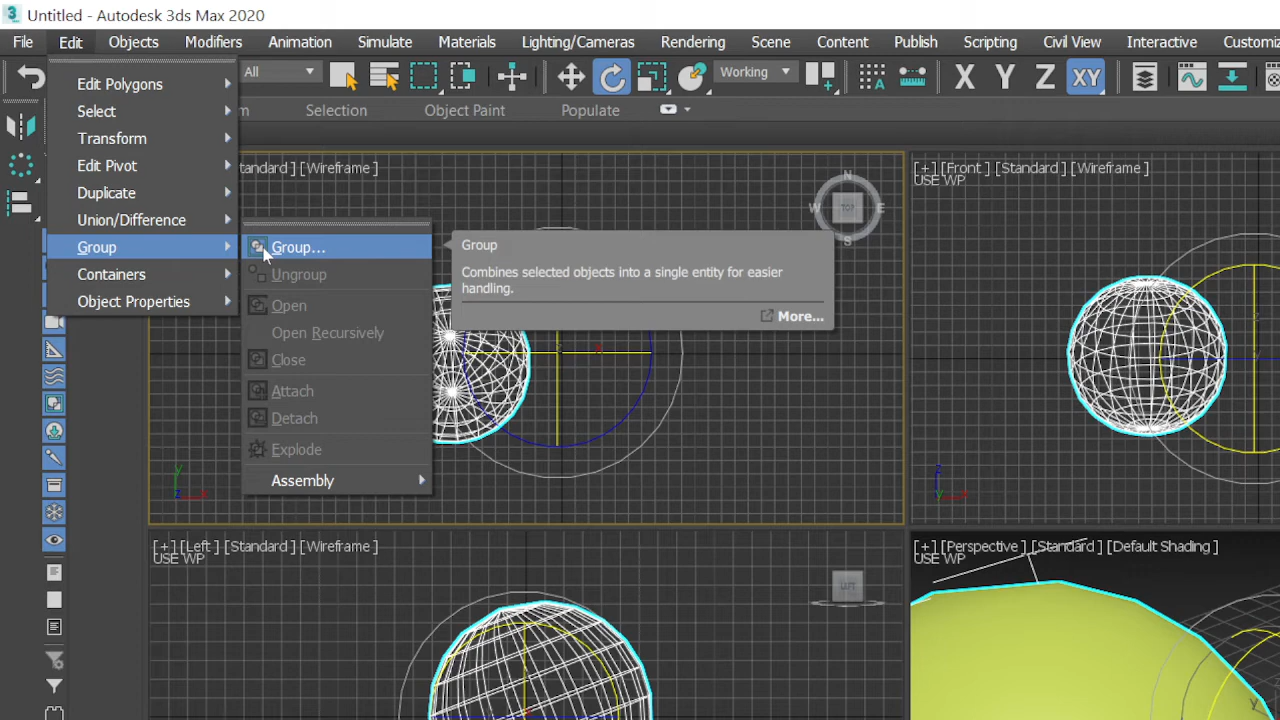 Untitled - Autodesk 3ds Max 2020
File Edit Objects Modifiers Animation Simulate Materials Lighting/Cameras Rendering Scene Content Publish Scripting Civil View Interactive Customiz
All Working X Y Z XY
m Selection Object Paint Populate
Edit Polygons
Select
Transform
Edit Pivot
Duplicate
Union/Difference
Group
Containers
Object Properties
Group...
Ungroup
Open
Open Recursively
Close
Attach
Detach
Explode
Assembly
Group
Combines selected objects into a single entity for easier
handling.
More...
tandard ] [Wireframe ]
N
W TOP E
S
[+] [Front ] [Standard ] [Wireframe ]
USE WP
[+] [Left ] [Standard ] [Wireframe ]
USE WP
LEFT
[+] [Perspective ] [Standard ] [Default Shading ]
USE WP